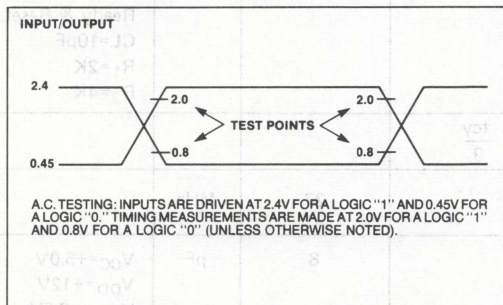 INPUT/OUTPUT
2.4
2.0
2.0
TEST POINTS
0.8
0.8
0.45
A.C. TESTING: INPUTS ARE DRIVEN AT 2.4V FOR A LOGIC "1" AND 0.45V FOR
A LOGIC "0." TIMING MEASUREMENTS ARE MADE AT 2.0V FOR A LOGIC "1"
AND 0.8V FOR A LOGIC "0" (UNLESS OTHERWISE NOTED).